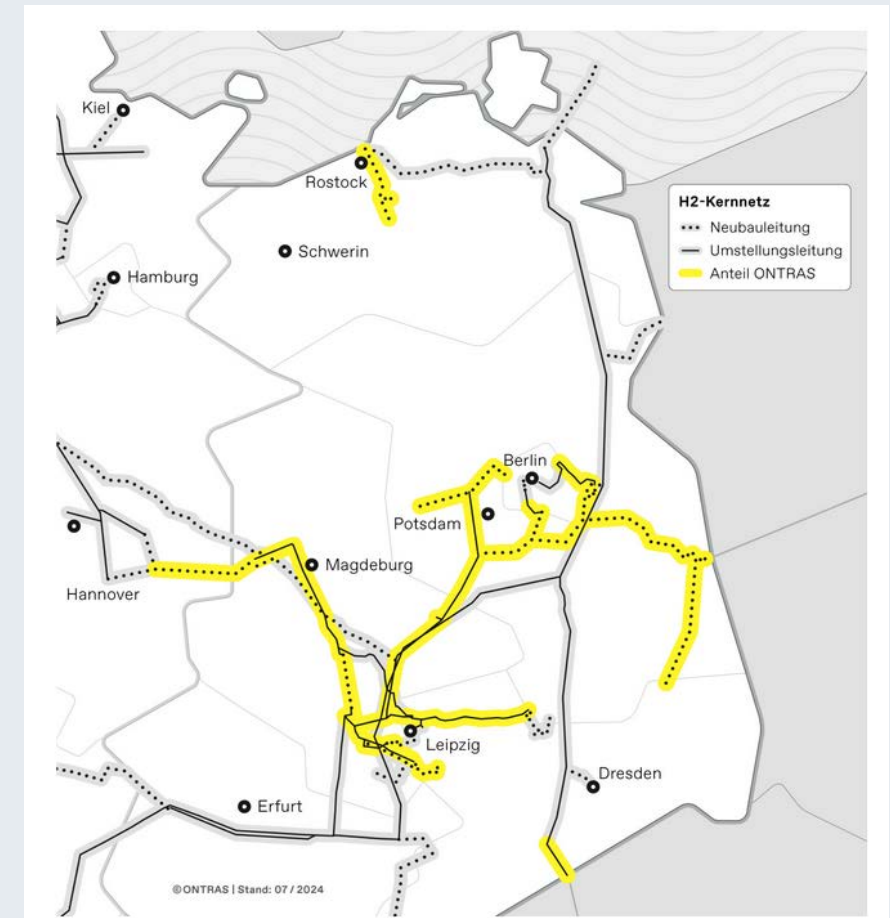 Kiel
Rostock
H2-Kernnetz
Neubauleitung
Umstellungsleitung
Anteil ONTRAS
Schwerin
Hamburg
Berlin
Potsdam
Magdeburg
Hannover
Leipzig
Dresden
Erfurt
©ONTRAS | Stand: 07 / 2024